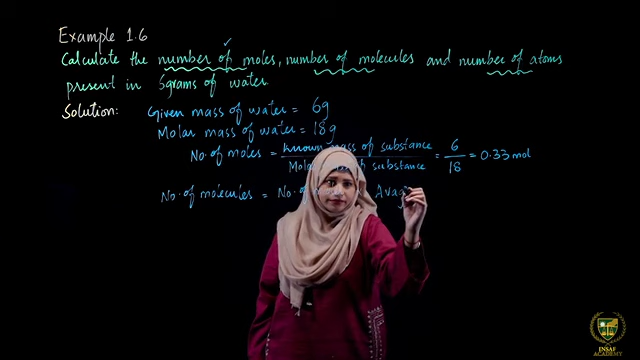 Example 1.6
Calculate the number of moles, number of molecules and number of atoms
present in 6grams of water.
Solution: Given mass of water = 6g
Molar mass of water = 18g
No. of moles = Known mass of substance / Molar substance = 6/18 = 0.33 mol
No. of molecules = No. of Avag
INSAF
ACADEMY